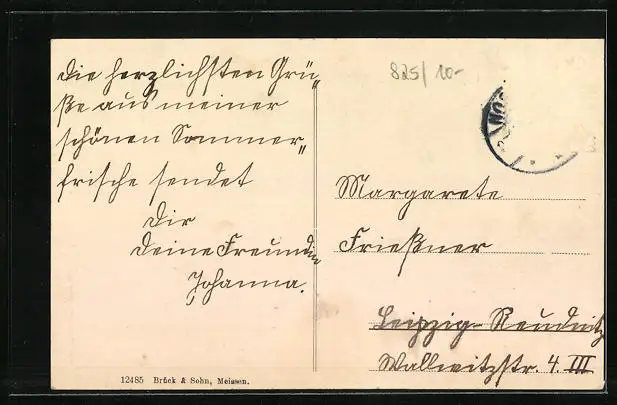 die herzlichsten Grü„
ße aus meiner
schönen Sommer„
frische sendet
Dir
Deine Freundin
Johanna.
825/10-
Margarete
Frießner
Leipzig-Reudnitz
Wallwitzstr. 4. III
12485 Brück & Sohn, Meissen.